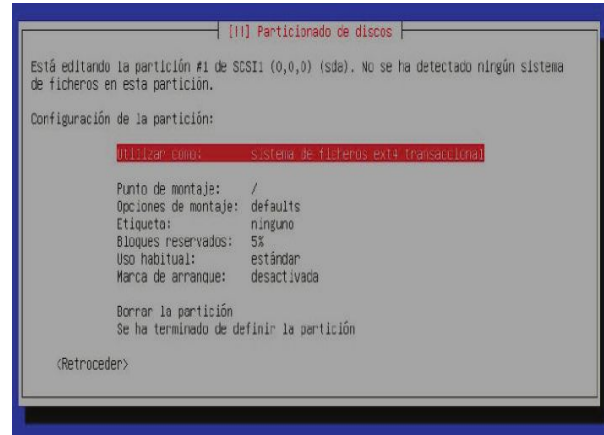 [!!] Particionado de discos
Está editando la partición #1 de SCSI1 (0,0,0) (sda). No se ha detectado ningún sistema
de ficheros en esta partición.
Configuración de la partición:
Utilizar como: sistema de ficheros ext4 transaccional
Punto de montaje: /
Opciones de montaje: defaults
Etiqueta: ninguno
Bloques reservados: 5%
Uso habitual: estándar
Marca de arranque: desactivada
Borrar la partición
Se ha terminado de definir la partición
<Retroceder>